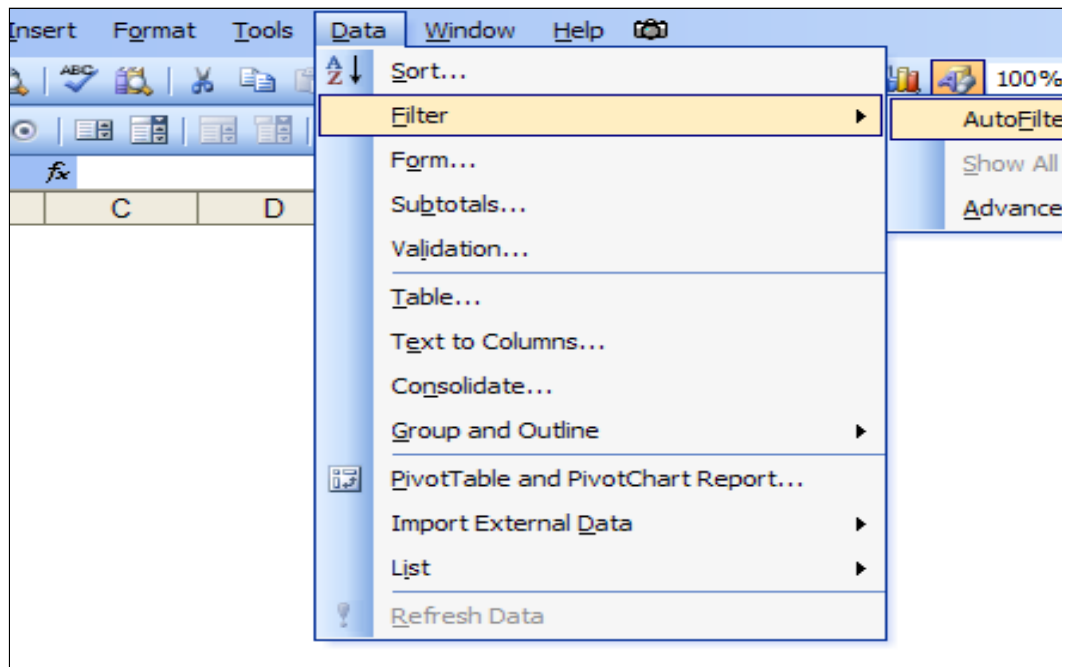 Insert Format Tools Data Window Help
ABC
A
Z
Sort...
100%
Filter
AutoFilte
Form...
Show All
fx
Subtotals...
Advance
C D
Validation...
Table...
Text to Columns...
Consolidate...
Group and Outline
PivotTable and PivotChart Report...
Import External Data
List
Refresh Data